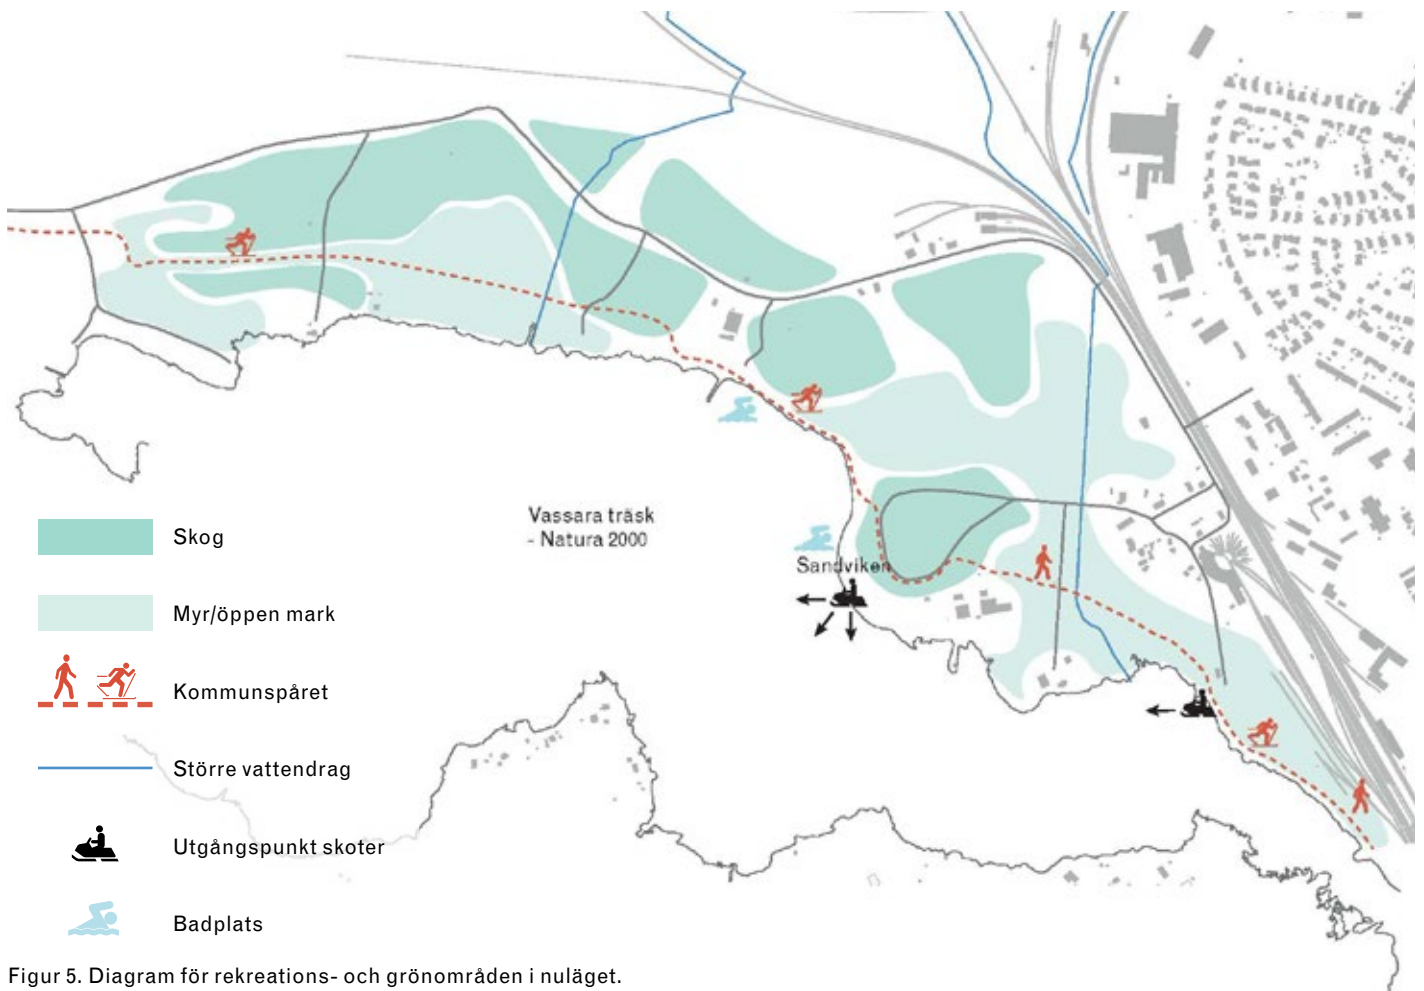 Vassara träsk
- Natura 2000
Sandviken
Skog
Myr/öppen mark
Kommunspåret
Större vattendrag
Utgångspunkt skoter
Badplats
Figur 5. Diagram för rekreations- och grönområden i nuläget.